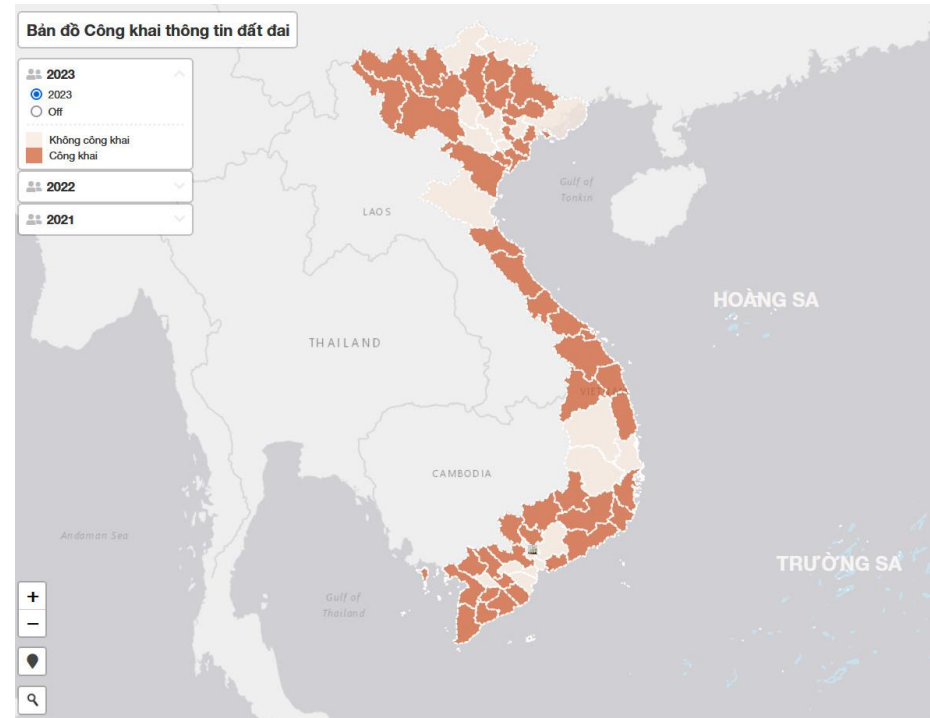 Bản đồ Công khai thông tin đất đai
2023
2023
Off
Không công khai
Công khai
2022
2021
LAOS
Gulf of
Tonkin
HOÀNG SA
THAILAND
VIETNAM
CAMBODIA
Andaman Sea
TRƯỜNG SA
Gulf of
Thailand
+
−